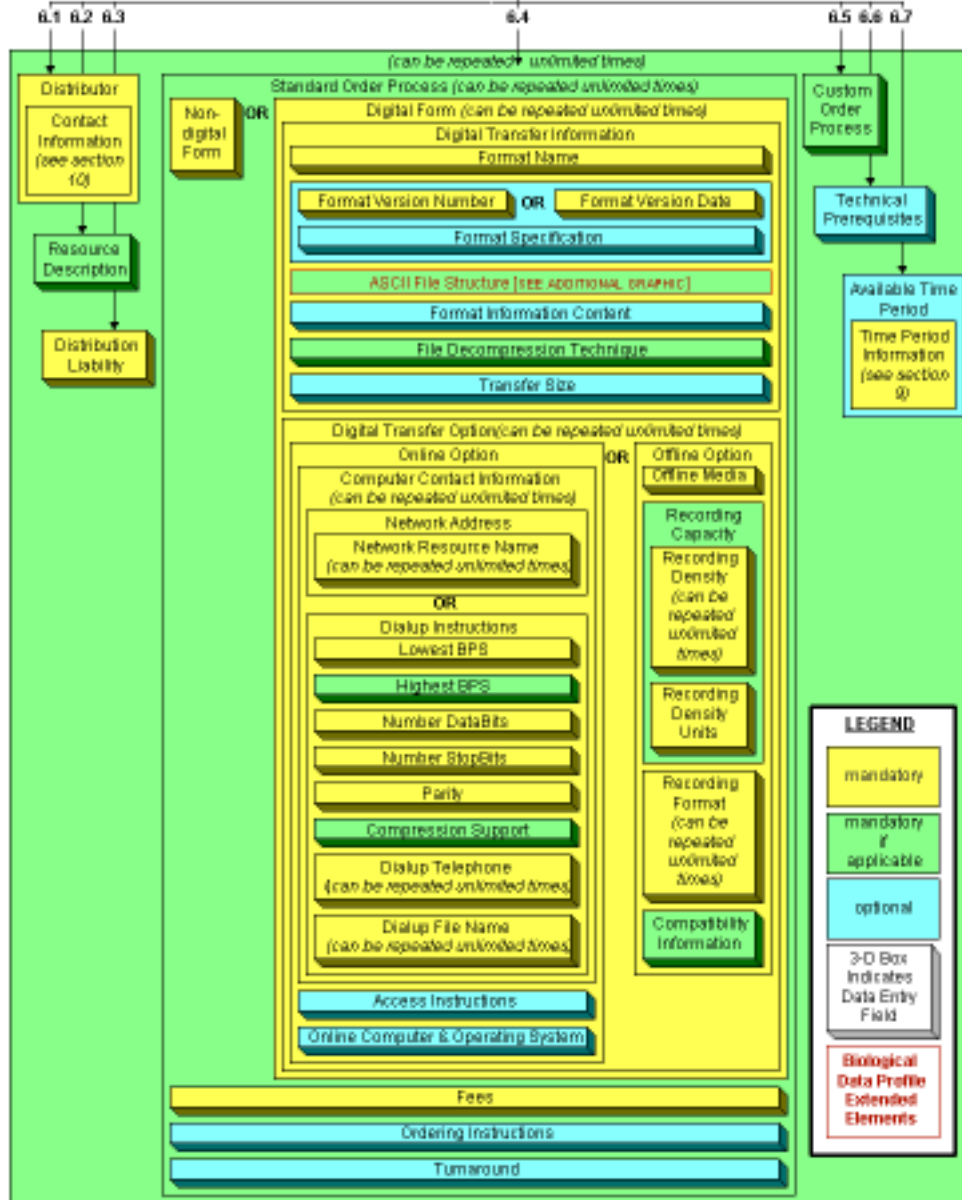 6.1 6.2 6.3 6.4 6.5 6.6 6.7
(can be repeated unlimited times)
Distributor
Contact
Information
(see section
10)
Resource
Description
Distribution
Liability
Standard Order Process (can be repeated unlimited times)
Non-
digital
Form
OR
Digital Form (can be repeated unlimited times)
Digital Transfer Information
Format Name
Format Version Number OR Format Version Date
Format Specification
ASCII File Structure [SEE ADDITIONAL GRAPHIC]
Format Information Content
File Decompression Technique
Transfer Size
Digital Transfer Option(can be repeated unlimited times)
Online Option
Computer Contact Information
(can be repeated unlimited times)
Network Address
Network Resource Name
(can be repeated unlimited times)
OR
Dialup Instructions
Lowest BPS
Highest BPS
Number DataBits
Number StopBits
Parity
Compression Support
Dialup Telephone
(can be repeated unlimited times)
Dialup File Name
(can be repeated unlimited times)
Access Instructions
Online Computer & Operating System
OR
Offline Option
Offline Media
Recording
Capacity
Recording
Density
(can be
repeated
unlimited
times)
Recording
Density
Units
Recording
Format
(can be
repeated
unlimited
times)
Compatibility
Information
Fees
Ordering Instructions
Turnaround
Custom
Order
Process
Technical
Prerequisites
Available Time
Period
Time Period
Information
(see section
9)
LEGEND
mandatory
mandatory
if
applicable
optional
3-D Box
Indicates
Data Entry
Field
Biological
Data Profile
Extended
Elements